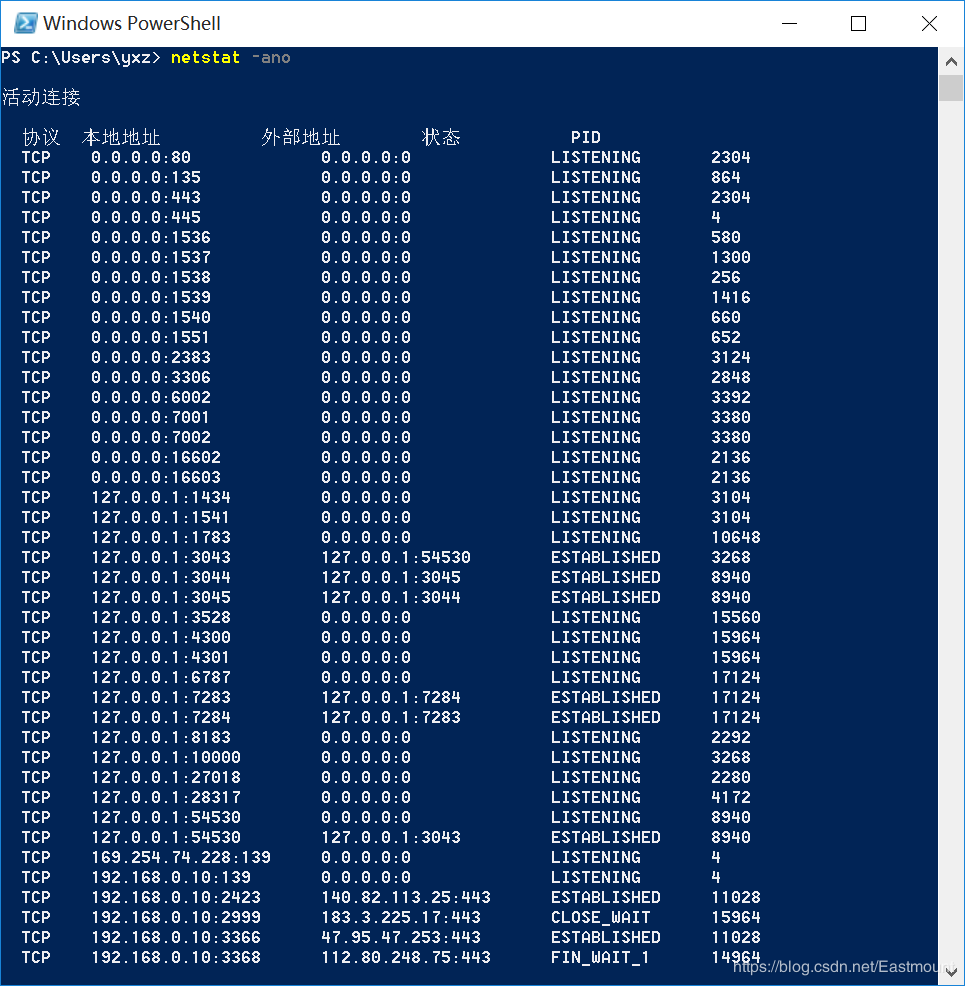 Windows PowerShell
PS C:\Users\yxz> netstat -ano
活动连接
协议 本地地址 外部地址 状态 PID
TCP 0.0.0.0:80 0.0.0.0:0 LISTENING 2304
TCP 0.0.0.0:135 0.0.0.0:0 LISTENING 864
TCP 0.0.0.0:443 0.0.0.0:0 LISTENING 2304
TCP 0.0.0.0:445 0.0.0.0:0 LISTENING 4
TCP 0.0.0.0:1536 0.0.0.0:0 LISTENING 580
TCP 0.0.0.0:1537 0.0.0.0:0 LISTENING 1300
TCP 0.0.0.0:1538 0.0.0.0:0 LISTENING 256
TCP 0.0.0.0:1539 0.0.0.0:0 LISTENING 1416
TCP 0.0.0.0:1540 0.0.0.0:0 LISTENING 660
TCP 0.0.0.0:1551 0.0.0.0:0 LISTENING 652
TCP 0.0.0.0:2383 0.0.0.0:0 LISTENING 3124
TCP 0.0.0.0:3306 0.0.0.0:0 LISTENING 2848
TCP 0.0.0.0:6002 0.0.0.0:0 LISTENING 3392
TCP 0.0.0.0:7001 0.0.0.0:0 LISTENING 3380
TCP 0.0.0.0:7002 0.0.0.0:0 LISTENING 3380
TCP 0.0.0.0:16602 0.0.0.0:0 LISTENING 2136
TCP 0.0.0.0:16603 0.0.0.0:0 LISTENING 2136
TCP 127.0.0.1:1434 0.0.0.0:0 LISTENING 3104
TCP 127.0.0.1:1541 0.0.0.0:0 LISTENING 3104
TCP 127.0.0.1:1783 0.0.0.0:0 LISTENING 10648
TCP 127.0.0.1:3043 127.0.0.1:54530 ESTABLISHED 3268
TCP 127.0.0.1:3044 127.0.0.1:3045 ESTABLISHED 8940
TCP 127.0.0.1:3045 127.0.0.1:3044 ESTABLISHED 8940
TCP 127.0.0.1:3528 0.0.0.0:0 LISTENING 15560
TCP 127.0.0.1:4300 0.0.0.0:0 LISTENING 15964
TCP 127.0.0.1:4301 0.0.0.0:0 LISTENING 15964
TCP 127.0.0.1:6787 0.0.0.0:0 LISTENING 17124
TCP 127.0.0.1:7283 127.0.0.1:7284 ESTABLISHED 17124
TCP 127.0.0.1:7284 127.0.0.1:7283 ESTABLISHED 17124
TCP 127.0.0.1:8183 0.0.0.0:0 LISTENING 2292
TCP 127.0.0.1:10000 0.0.0.0:0 LISTENING 3268
TCP 127.0.0.1:27018 0.0.0.0:0 LISTENING 2280
TCP 127.0.0.1:28317 0.0.0.0:0 LISTENING 4172
TCP 127.0.0.1:54530 0.0.0.0:0 LISTENING 8940
TCP 127.0.0.1:54530 127.0.0.1:3043 ESTABLISHED 8940
TCP 169.254.74.228:139 0.0.0.0:0 LISTENING 4
TCP 192.168.0.10:139 0.0.0.0:0 LISTENING 4
TCP 192.168.0.10:2423 140.82.113.25:443 ESTABLISHED 11028
TCP 192.168.0.10:2999 183.3.225.17:443 CLOSE_WAIT 15964
TCP 192.168.0.10:3366 47.95.47.253:443 ESTABLISHED 11028
TCP 192.168.0.10:3368 112.80.248.75:443 FIN_WAIT_1 14964
https://blog.csdn.net/Eastmount